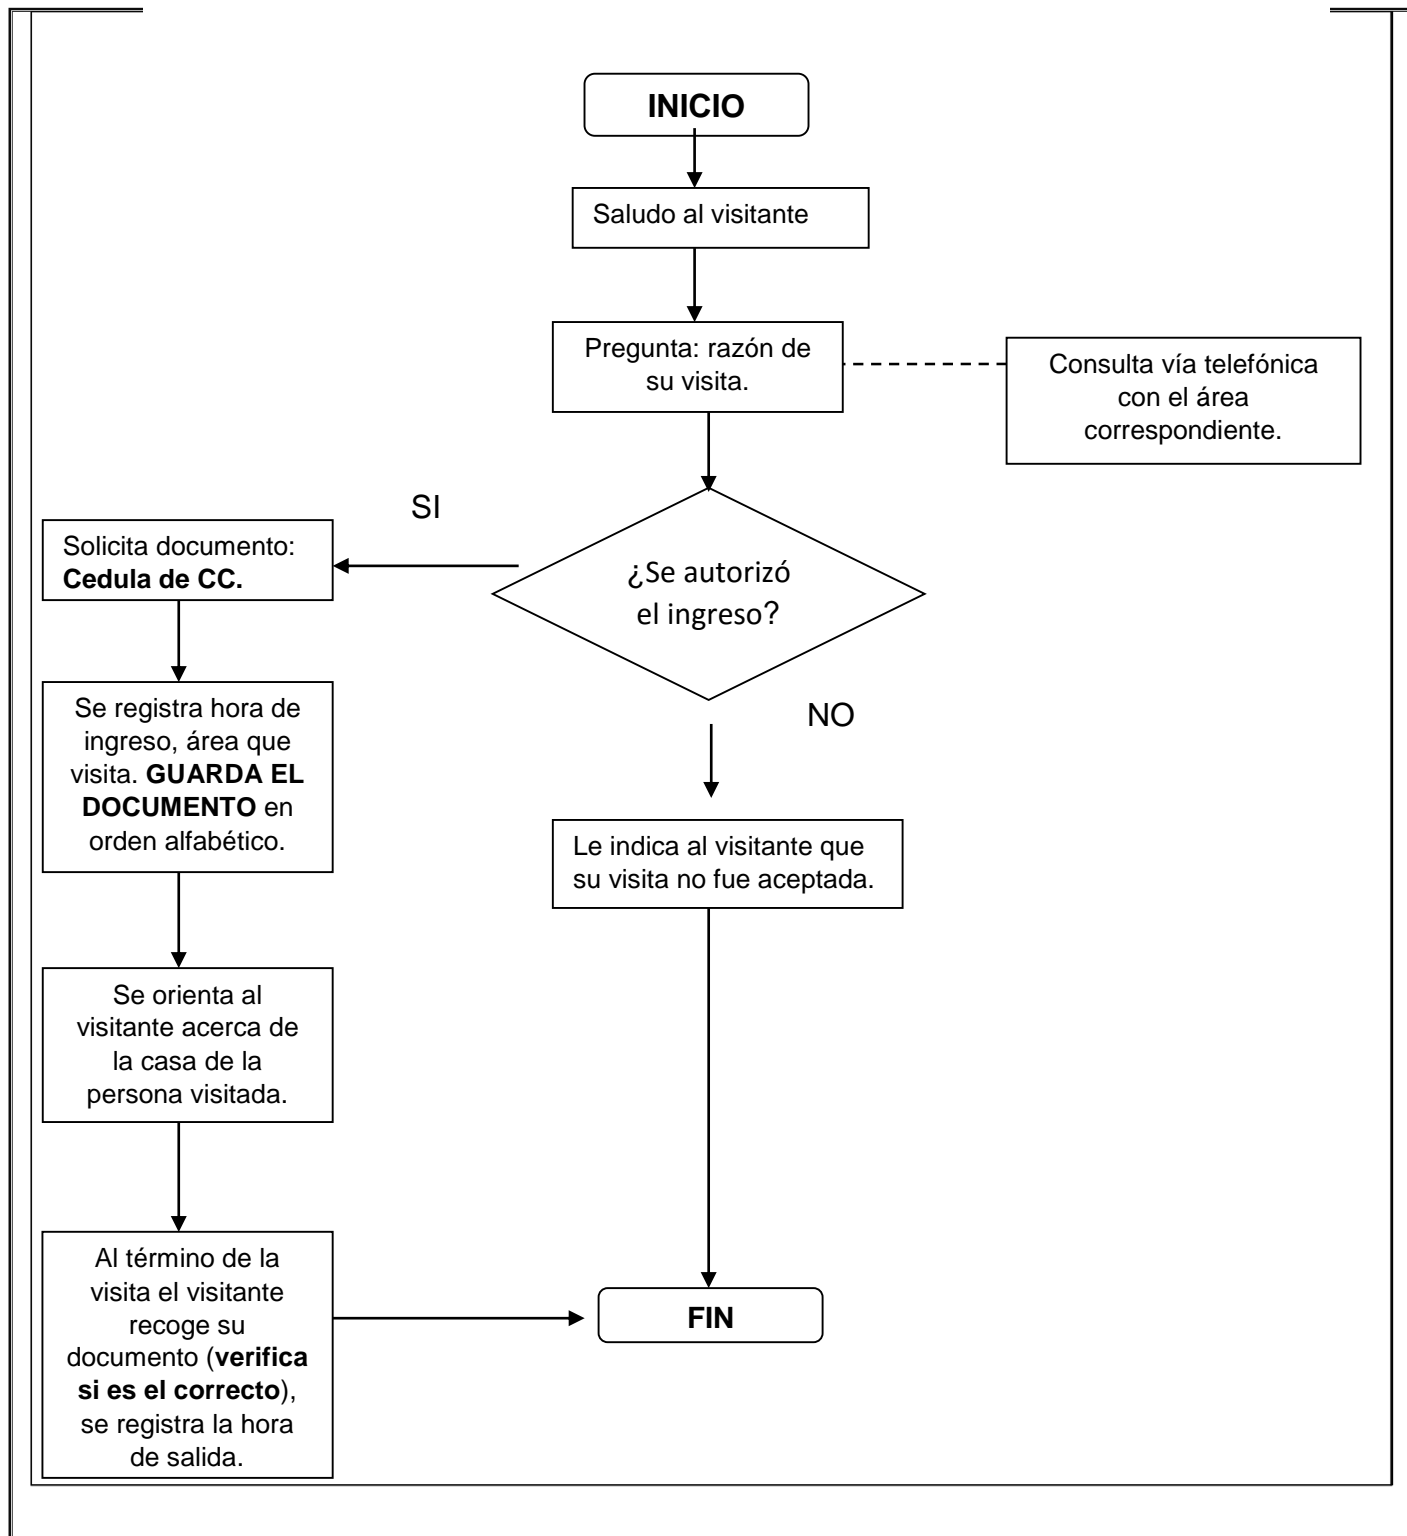 INICIO
Saludo al visitante
Pregunta: razón de
su visita.
Consulta vía telefónica
con el área
correspondiente.
SI
¿Se autorizó
el ingreso?
NO
Solicita documento:
Cedula de CC.
Se registra hora de
ingreso, área que
visita. GUARDA EL
DOCUMENTO en
orden alfabético.
Le indica al visitante que
su visita no fue aceptada.
Se orienta al
visitante acerca de
la casa de la
persona visitada.
Al término de la
visita el visitante
recoge su
documento (verifica
si es el correcto),
se registra la hora
de salida.
FIN